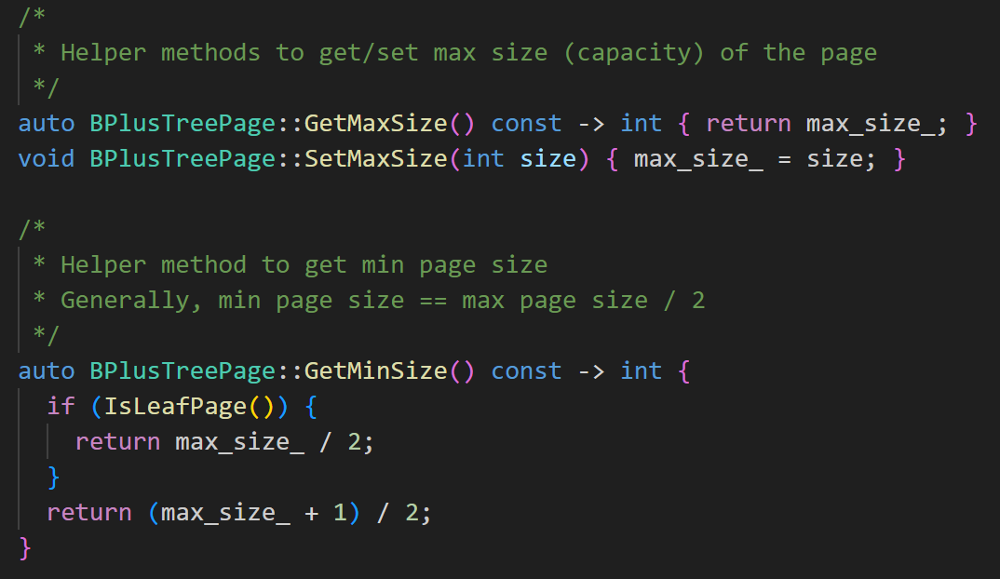 /*
 * Helper methods to get/set max size (capacity) of the page
 */
auto BPlusTreePage::GetMaxSize() const -> int { return max_size_; }
void BPlusTreePage::SetMaxSize(int size) { max_size_ = size; }

/*
 * Helper method to get min page size
 * Generally, min page size == max page size / 2
 */
auto BPlusTreePage::GetMinSize() const -> int {
  if (IsLeafPage()) {
    return max_size_ / 2;
  }
  return (max_size_ + 1) / 2;
}